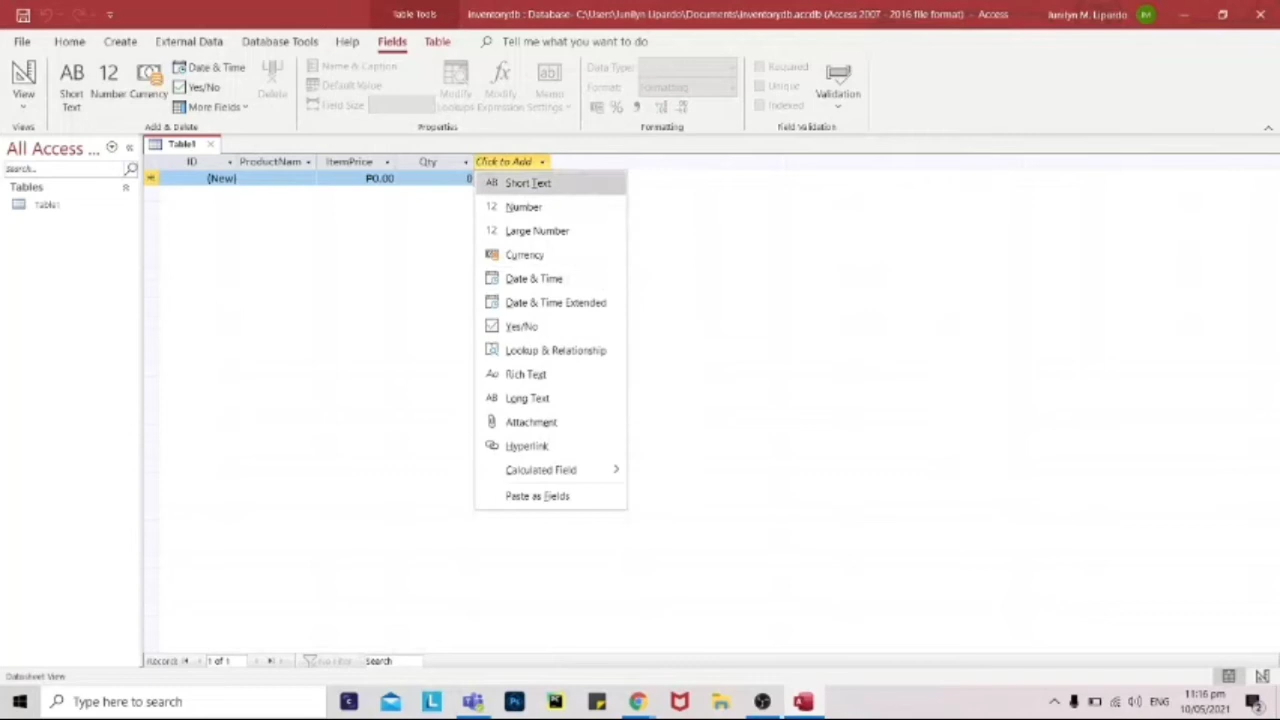 Table Tools
Inventorydb : Database- C:\Users\Junilyn Lipardo\Documents\Inventorydb.accdb (Access 2007 - 2016 file format) - Access
Junilyn M. Lipardo
File Home Create External Data Database Tools Help Fields Table Tell me what you want to do
View
AB Short Text
12 Number
Currency
Date & Time
Yes/No
More Fields
Delete
Name & Caption
Default Value
Field Size
Modify Lookups
Modify Expression
Memo Settings
Data Type:
Format: Formatting
Required
Unique
Indexed
Validation
Views Add & Delete Properties Formatting Field Validation
All Access ...
Search...
Tables
Table1
Table1
ID ProductNam ItemPrice Qty Click to Add
(New) ₱0.00 0
AB Short Text
12 Number
12 Large Number
Currency
Date & Time
Date & Time Extended
Yes/No
Lookup & Relationship
Aa Rich Text
AB Long Text
Attachment
Hyperlink
Calculated Field
Paste as Fields
Record: 1 of 1 No Filter Search
Datasheet View
Type here to search
ENG
11:16 pm
10/05/2021